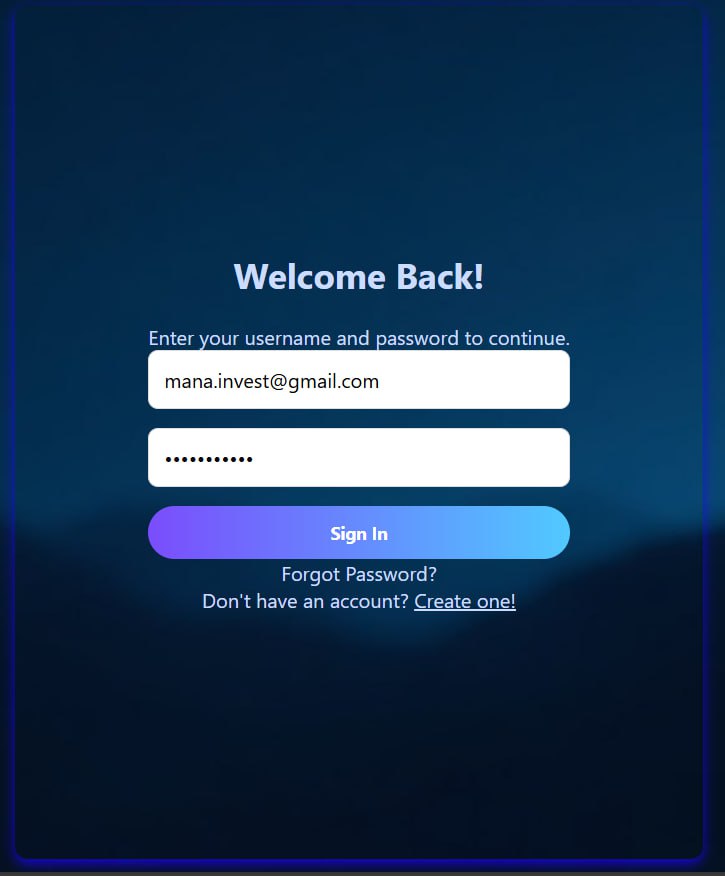 Welcome Back!
Enter your username and password to continue.
mana.invest@gmail.com
•••••••••••
Sign In
Forgot Password?
Don't have an account? Create one!